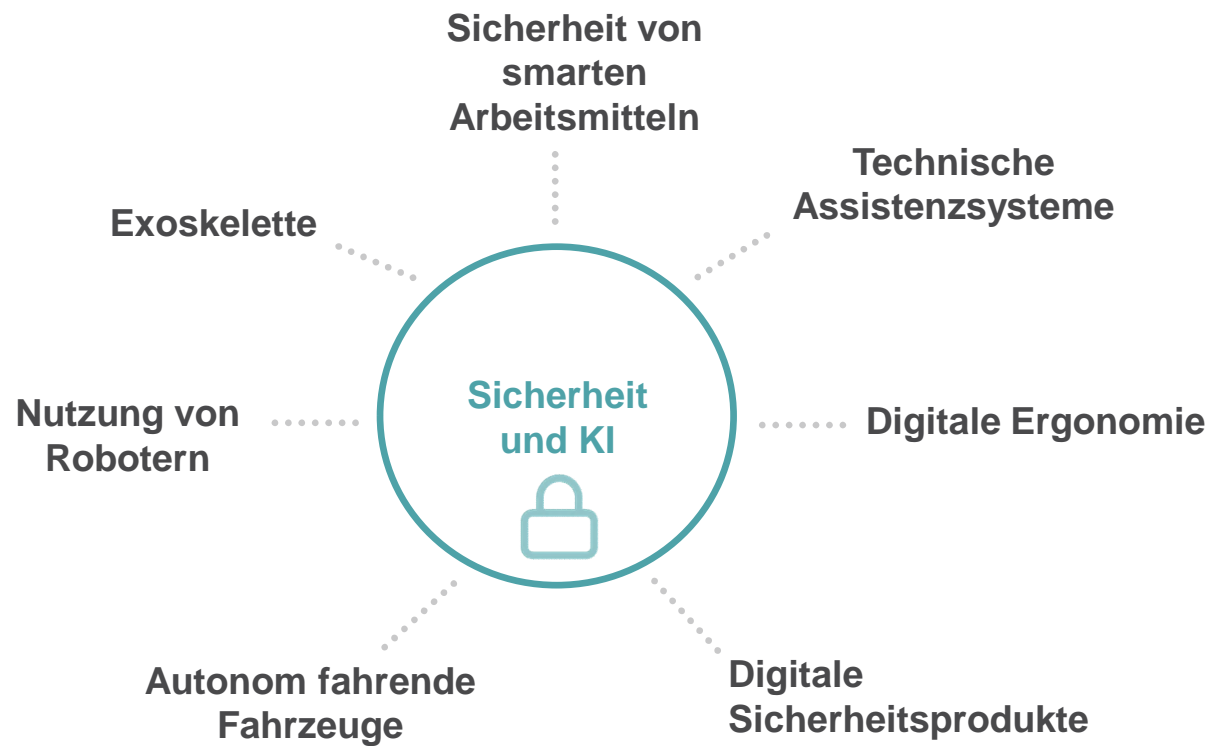 Sicherheit von
smarten
Arbeitsmitteln
Technische
Assistenzsysteme
Exoskelette
Sicherheit
und KI
Nutzung von
Robotern
Digitale Ergonomie
Autonom fahrende
Fahrzeuge
Digitale
Sicherheitsprodukte